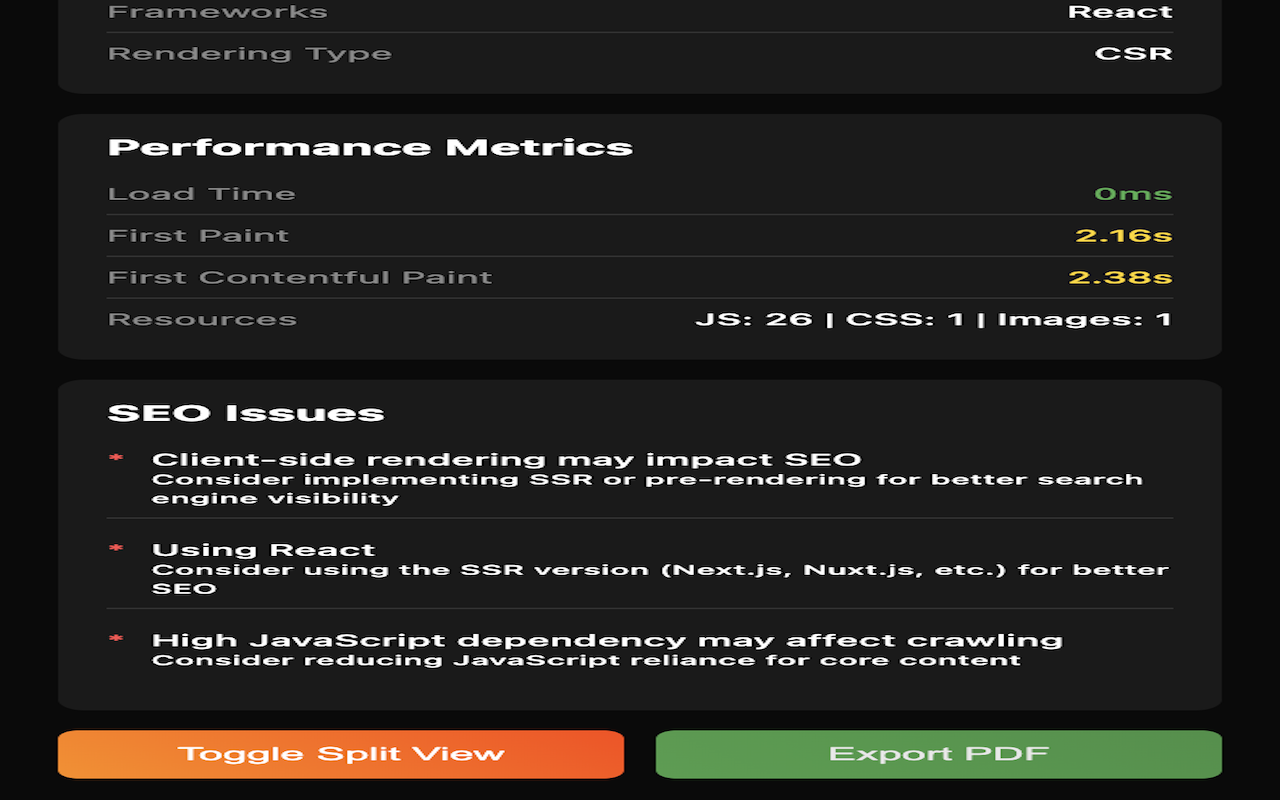 Frameworks React
Rendering Type CSR
Performance Metrics
Load Time 0ms
First Paint 2.16s
First Contentful Paint 2.38s
Resources JS: 26 | CSS: 1 | Images: 1
SEO Issues
* Client-side rendering may impact SEO
Consider implementing SSR or pre-rendering for better search
engine visibility
* Using React
Consider using the SSR version (Next.js, Nuxt.js, etc.) for better
SEO
* High JavaScript dependency may affect crawling
Consider reducing JavaScript reliance for core content
Toggle Split View Export PDF